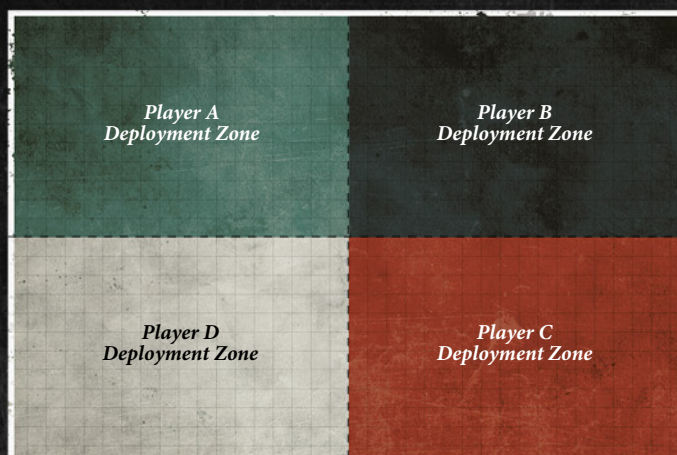 Player A
Deployment Zone
Player B
Deployment Zone
Player D
Deployment Zone
Player C
Deployment Zone